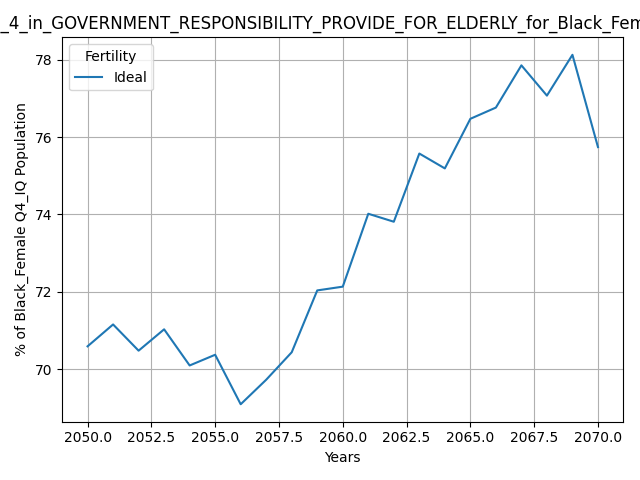 _4_in_GOVERNMENT_RESPONSIBILITY_PROVIDE_FOR_ELDERLY_for_Black_Fem
Fertility
Ideal
% of Black_Female Q4_IQ Population
78
76
74
72
70
2050.0 2052.5 2055.0 2057.5 2060.0 2062.5 2065.0 2067.5 2070.0
Years